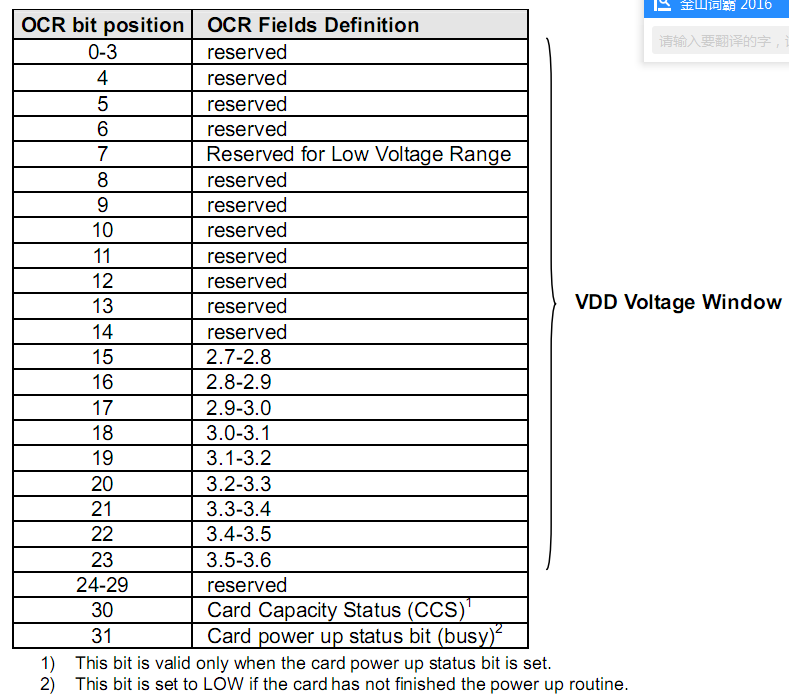 金山词霸 2016
请输入要翻译的字，
OCR bit position OCR Fields Definition
0-3 reserved
4 reserved
5 reserved
6 reserved
7 Reserved for Low Voltage Range
8 reserved
9 reserved
10 reserved
11 reserved
12 reserved
13 reserved
14 reserved
15 2.7-2.8
16 2.8-2.9
17 2.9-3.0
18 3.0-3.1
19 3.1-3.2
20 3.2-3.3
21 3.3-3.4
22 3.4-3.5
23 3.5-3.6
VDD Voltage Window
24-29 reserved
30 Card Capacity Status (CCS)1
31 Card power up status bit (busy)2
1) This bit is valid only when the card power up status bit is set.
2) This bit is set to LOW if the card has not finished the power up routine.